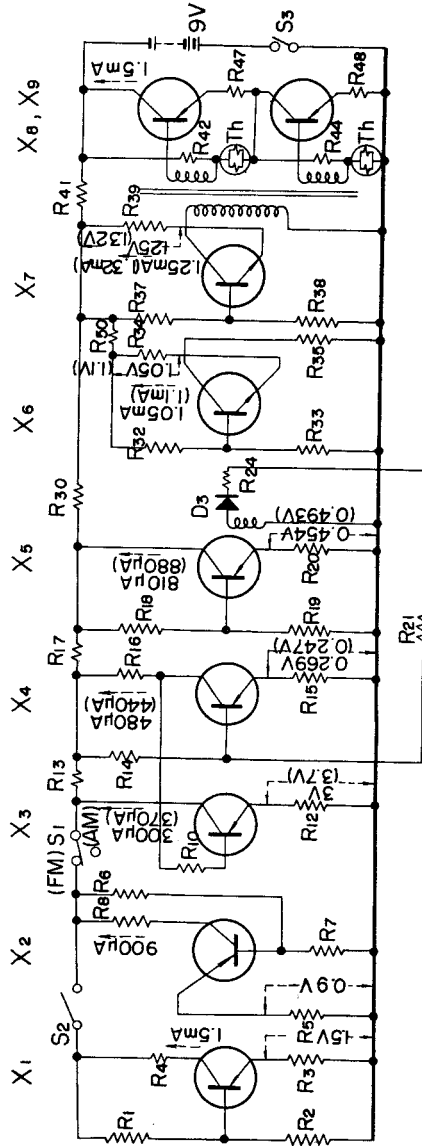 X1 X2 X3 X4 X5 X6 X7 X8, X9
S2
(FM) S1
(AM)
R13
R17
R30
R50
R41
9V
S3
R1
R4
1.5mA
R8
R6
900μA
300μA
(370μA)
R10
R14
480μA
(440μA)
R16
R18
810μA
(880μA)
D3
R24
R32
1.05mA
(1.1mA)
1.05V
(1.1V)
R34
R37
1.25mA
(1.32mA)
1.25V
(1.32V)
R39
R42
Th
1.5mA
R47
R44
Th
R48
R2
R3
1.5V
R5
0.9V
R7
R12
3V
(3.7V)
R15
0.269V
(0.247V)
R19
R20
0.454V
(0.493V)
R33
R35
R38
R21